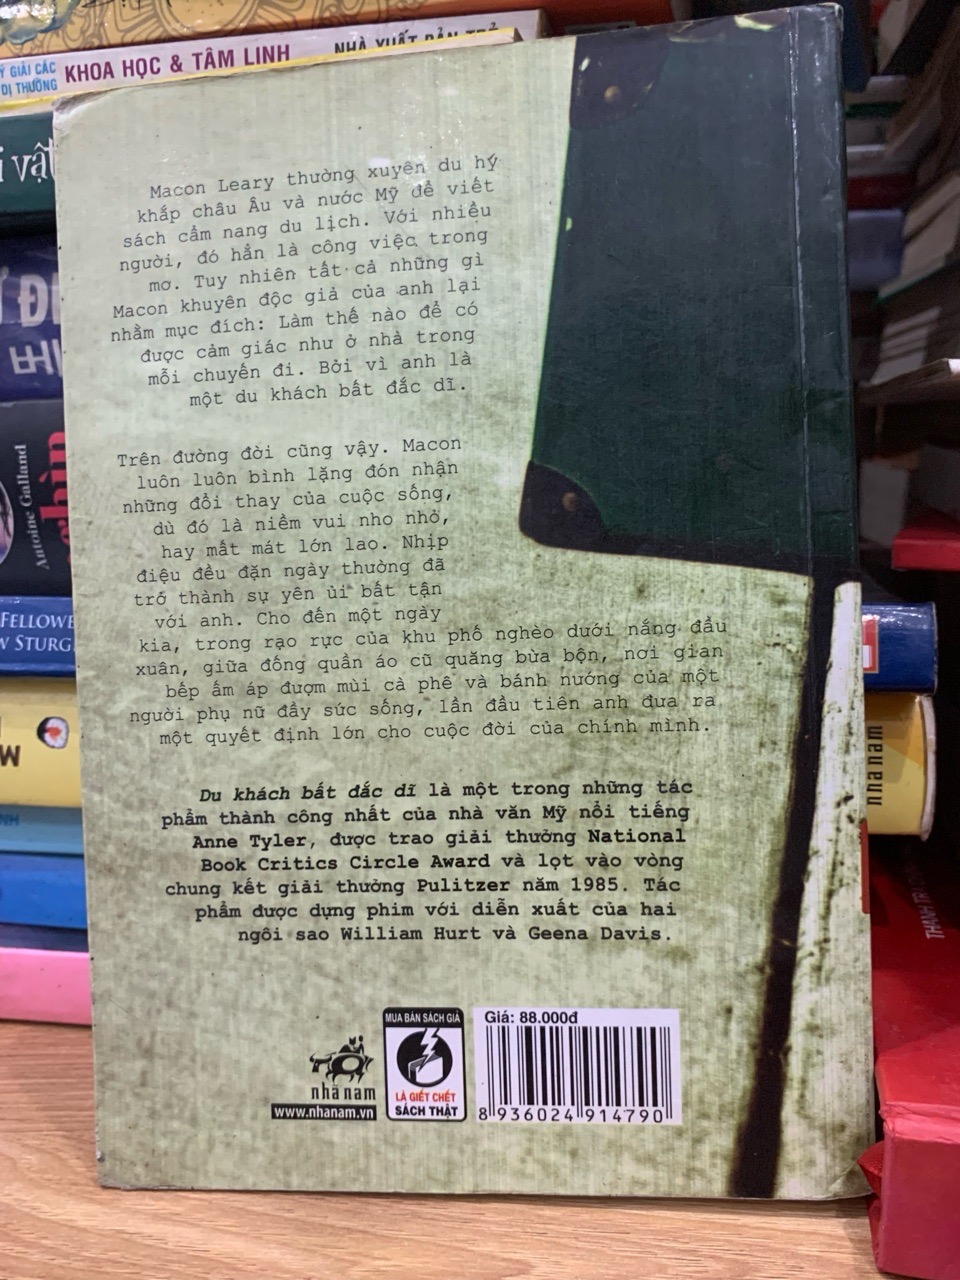 KHOA HỌC & TÂM LINH
NHÀ XUẤT BẢN TRẺ
Ý GIẢI CÁC
DỊ THƯỜNG
i vật
Antoine Galland
FELLOWE
W STURG
W
nhã nam
Macon Leary thường xuyên du hý
khắp châu Âu và nước Mỹ để viết
sách cẩm nang du lịch. Với nhiều
người, đó hẳn là công việc trong
mơ. Tuy nhiên tất cả những gì
Macon khuyên độc giả của anh lại
nhằm mục đích: Làm thế nào để có
được cảm giác như ở nhà trong
mỗi chuyến đi. Bởi vì anh là
một du khách bất đắc dĩ.
Trên đường đời cũng vậy. Macon
luôn luôn bình lặng đón nhận
những đổi thay của cuộc sống,
dù đó là niềm vui nho nhỏ,
hay mất mát lớn lao. Nhịp
điệu đều đặn ngày thường đã
trở thành sự yên ủi bất tận
với anh. Cho đến một ngày
kia, trong rạo rực của khu phố nghèo dưới nắng đầu
xuân, giữa đống quần áo cũ quăng bừa bộn, nơi gian
bếp ấm áp đượm mùi cà phê và bánh nướng của một
người phụ nữ đầy sức sống, lần đầu tiên anh đưa ra
một quyết định lớn cho cuộc đời của chính mình.
Du khách bất đắc dĩ là một trong những tác
phẩm thành công nhất của nhà văn Mỹ nổi tiếng
Anne Tyler, được trao giải thưởng National
Book Critics Circle Award và lọt vào vòng
chung kết giải thưởng Pulitzer năm 1985. Tác
phẩm được dựng phim với diễn xuất của hai
ngôi sao William Hurt và Geena Davis.
nhã nam
www.nhanam.vn
MUA BÁN SÁCH GIẢ
LÀ GIẾT CHẾT
SÁCH THẬT
Giá: 88.000đ
8 936024 914790